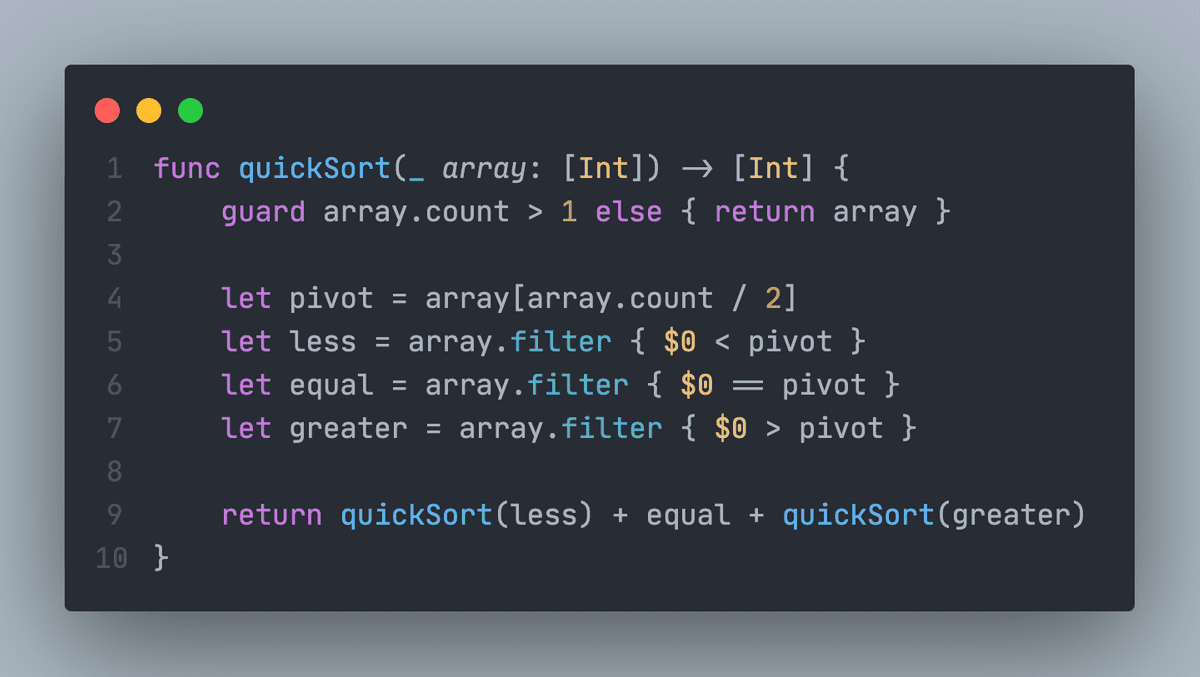 1 func quickSort(_ array: [Int]) -> [Int] {
2     guard array.count > 1 else { return array }
3
4     let pivot = array[array.count / 2]
5     let less = array.filter { $0 < pivot }
6     let equal = array.filter { $0 == pivot }
7     let greater = array.filter { $0 > pivot }
8
9     return quickSort(less) + equal + quickSort(greater)
10 }